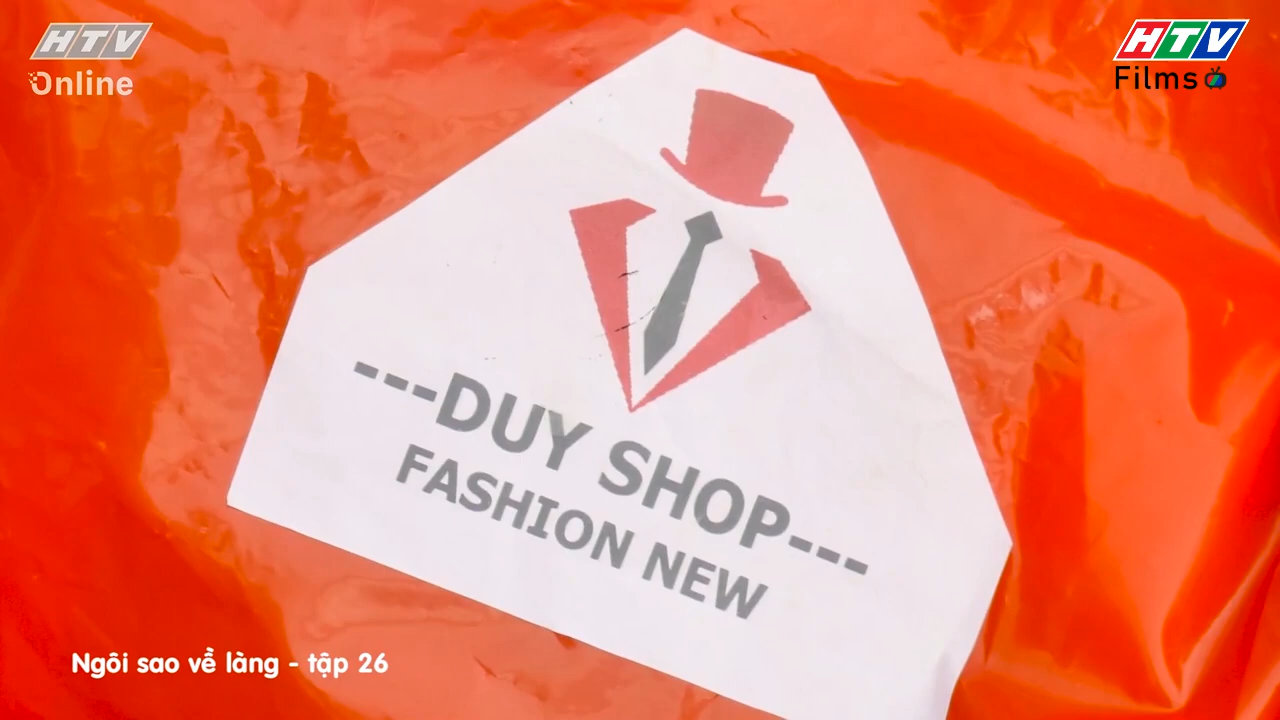 HTV
Online
HTV
Films
---DUY SHOP---
FASHION NEW
Ngôi sao về làng - tập 26